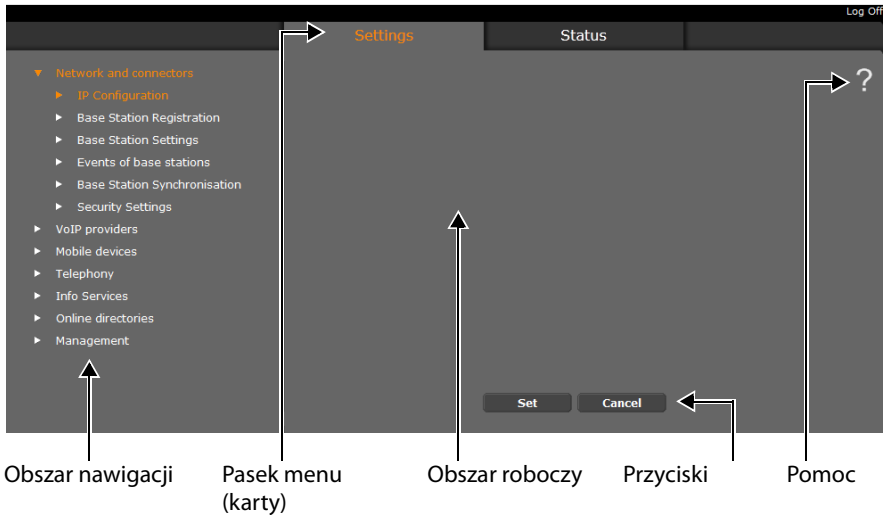 Log Off
Settings Status
Network and connectors
IP Configuration
Base Station Registration
Base Station Settings
Events of base stations
Base Station Synchronisation
Security Settings
VoIP providers
Mobile devices
Telephony
Info Services
Online directories
Management
?
Set Cancel
Obszar nawigacji Pasek menu Obszar roboczy Przyciski Pomoc
(karty)